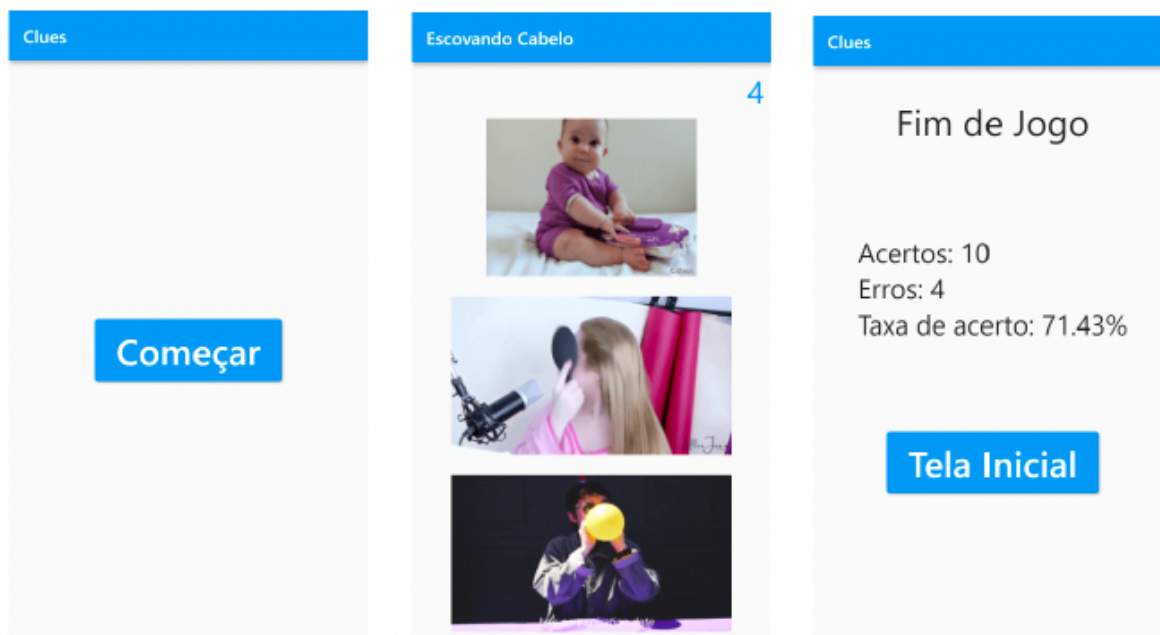 Clues
Começar
Escovando Cabelo
4
Clues
Fim de Jogo
Acertos: 10
Erros: 4
Taxa de acerto: 71.43%
Tela Inicial